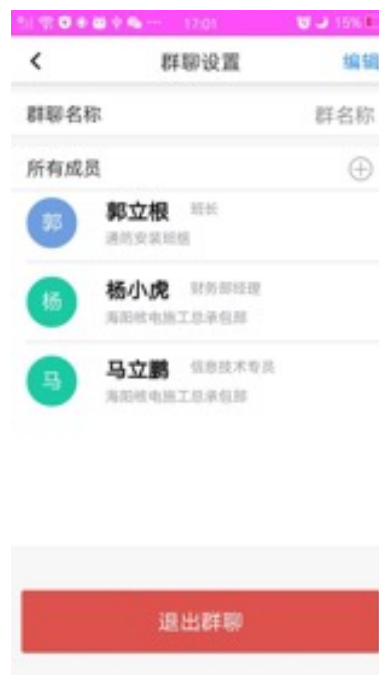 17:01 15%
群聊设置 编辑
群聊名称 群名称
所有成员
郭 郭立根 班长
通防安装班组
杨 杨小虎 财务部经理
海阳核电施工总承包部
马 马立鹏 信息技术专员
海阳核电施工总承包部
退出群聊